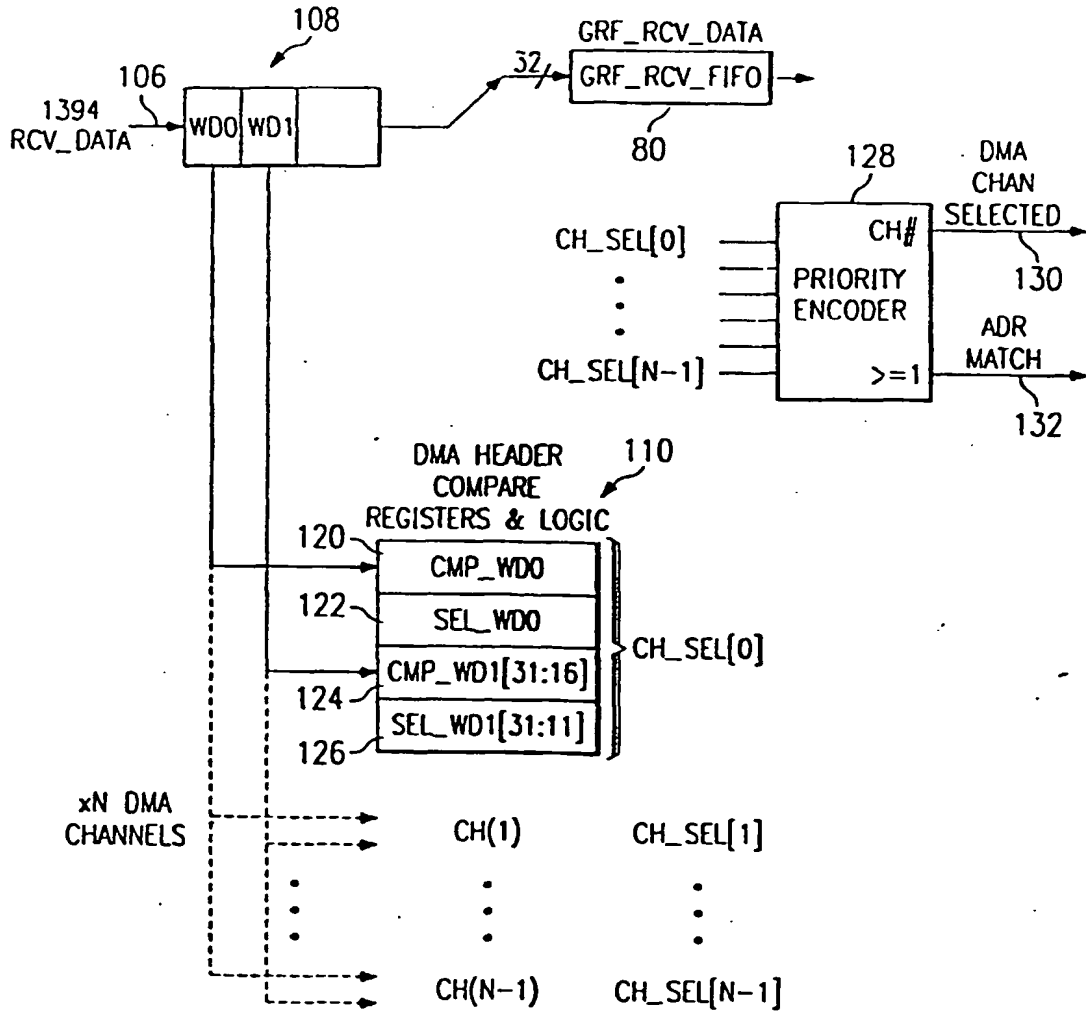 108
GRF_RCV_DATA
106
32
GRF_RCV_FIFO
1394
RCV_DATA
WD0
WD1
80
128
DMA
CHAN
SELECTED
CH#
130
CH_SEL[0]
PRIORITY
ENCODER
ADR
MATCH
CH_SEL[N-1]
>=1
132
DMA HEADER
COMPARE
REGISTERS & LOGIC
110
120
CMP_WD0
122
SEL_WD0
CH_SEL[0]
CMP_WD1[31:16]
124
SEL_WD1[31:11]
126
xN DMA
CHANNELS
CH(1)
CH_SEL[1]
CH(N-1)
CH_SEL[N-1]